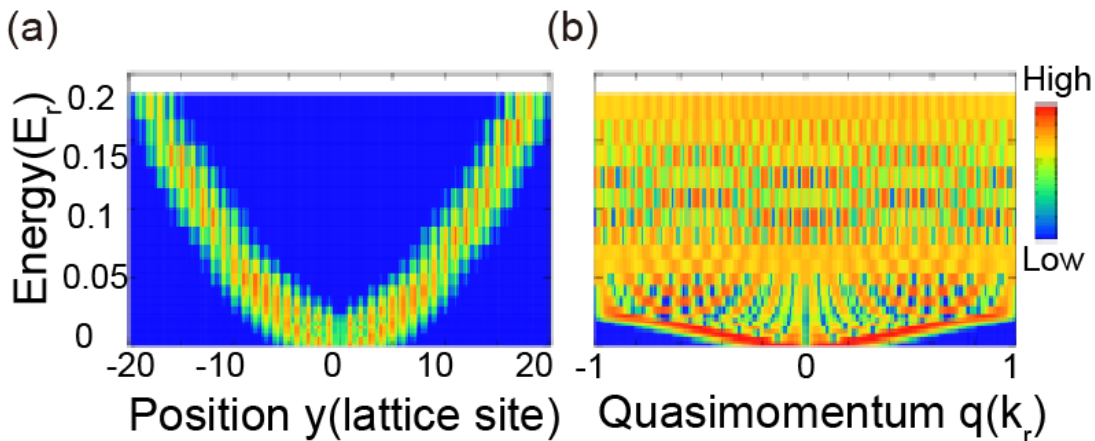 (a)
(b)
Energy(E_r)
0.2
0.15
0.1
0.05
0
-20 -10 0 10 20
Position y(lattice site)
-1 0 1
Quasimomentum q(k_r)
High
Low